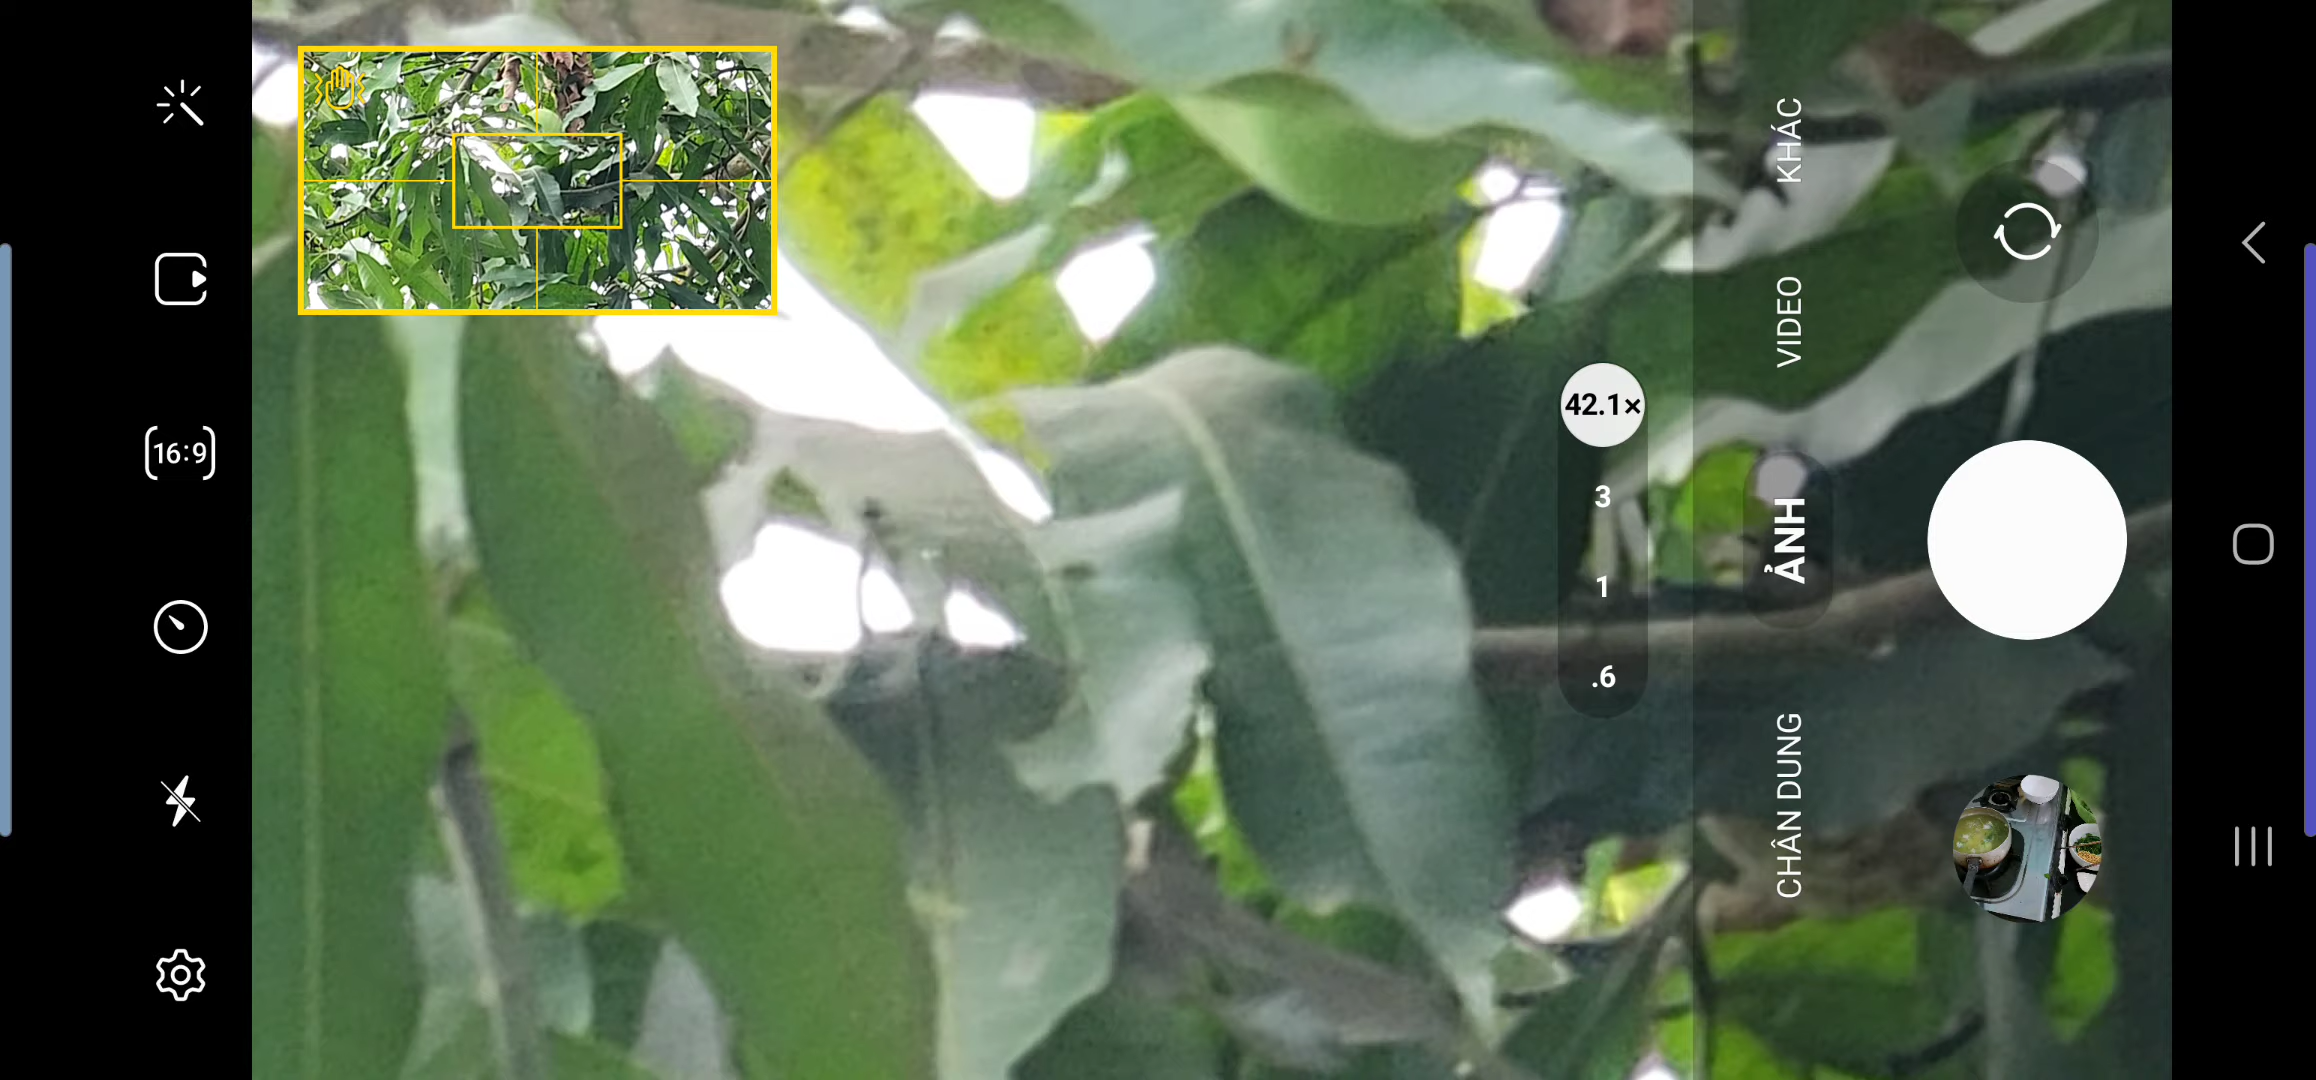 16:9
42.1×
3
1
.6
KHÁC
VIDEO
ẢNH
CHÂN DUNG